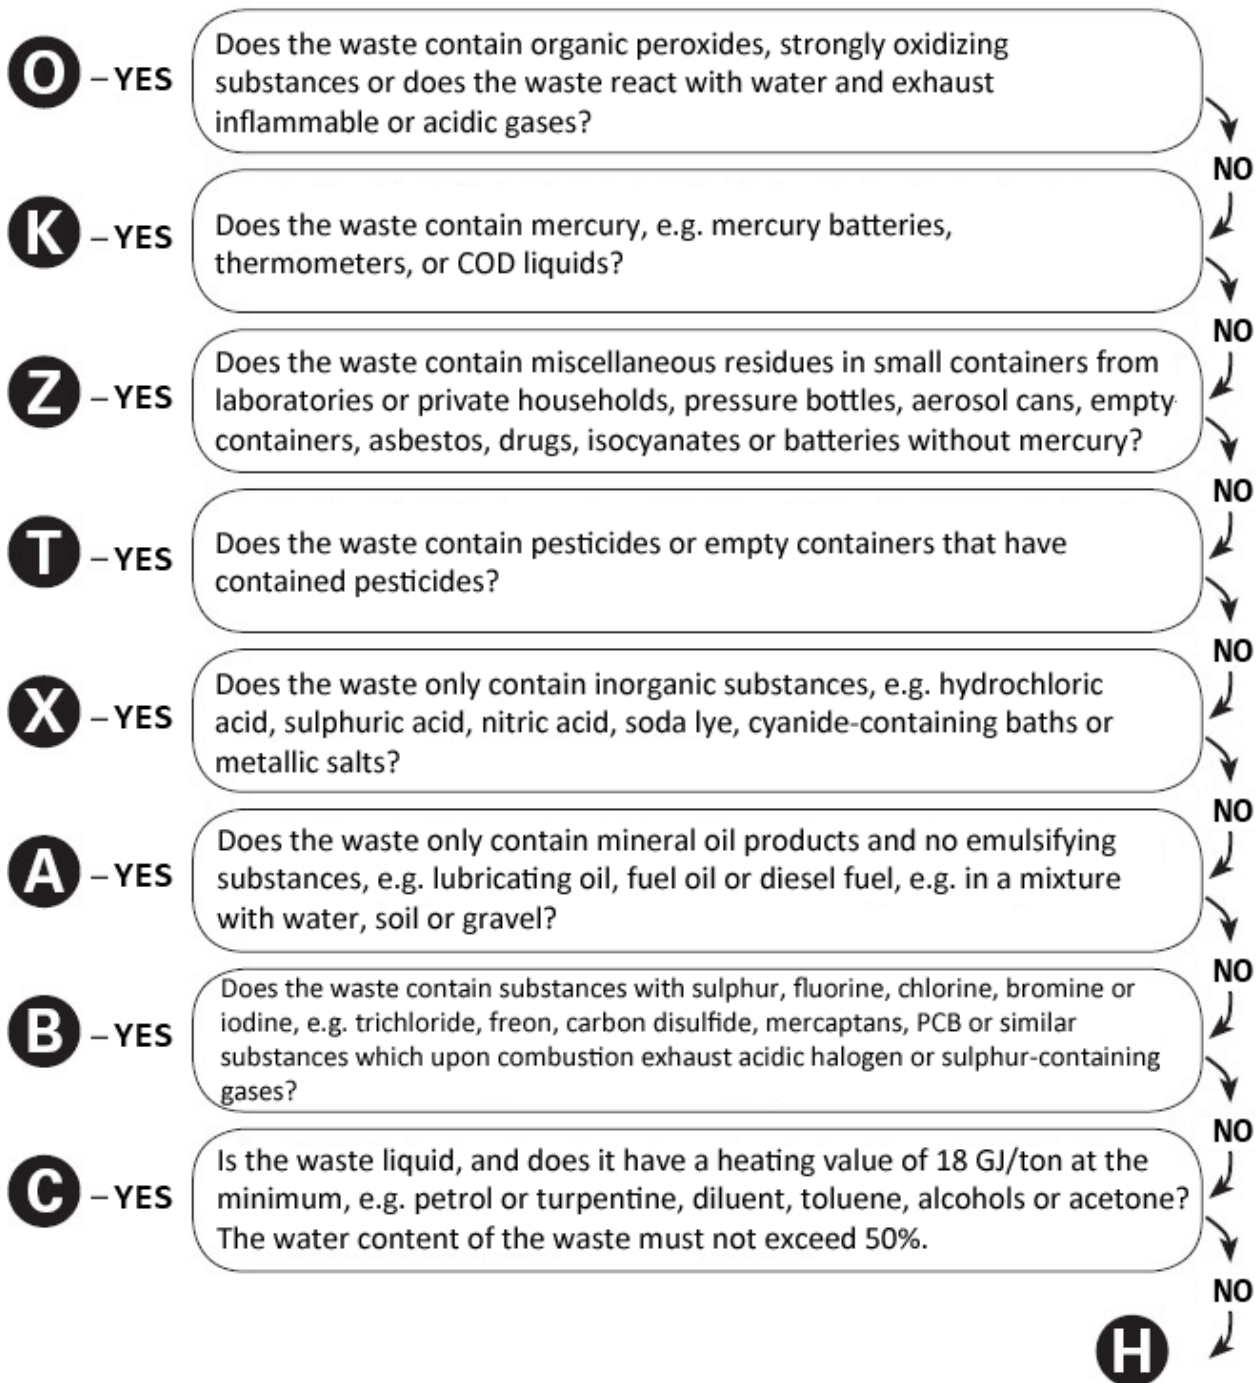 O – YES
Does the waste contain organic peroxides, strongly oxidizing
substances or does the waste react with water and exhaust
inflammable or acidic gases?
NO
K – YES
Does the waste contain mercury, e.g. mercury batteries,
thermometers, or COD liquids?
NO
Z – YES
Does the waste contain miscellaneous residues in small containers from
laboratories or private households, pressure bottles, aerosol cans, empty
containers, asbestos, drugs, isocyanates or batteries without mercury?
NO
T – YES
Does the waste contain pesticides or empty containers that have
contained pesticides?
NO
X – YES
Does the waste only contain inorganic substances, e.g. hydrochloric
acid, sulphuric acid, nitric acid, soda lye, cyanide-containing baths or
metallic salts?
NO
A – YES
Does the waste only contain mineral oil products and no emulsifying
substances, e.g. lubricating oil, fuel oil or diesel fuel, e.g. in a mixture
with water, soil or gravel?
NO
B – YES
Does the waste contain substances with sulphur, fluorine, chlorine, bromine or
iodine, e.g. trichloride, freon, carbon disulfide, mercaptans, PCB or similar
substances which upon combustion exhaust acidic halogen or sulphur-containing
gases?
NO
C – YES
Is the waste liquid, and does it have a heating value of 18 GJ/ton at the
minimum, e.g. petrol or turpentine, diluent, toluene, alcohols or acetone?
The water content of the waste must not exceed 50%.
NO
H